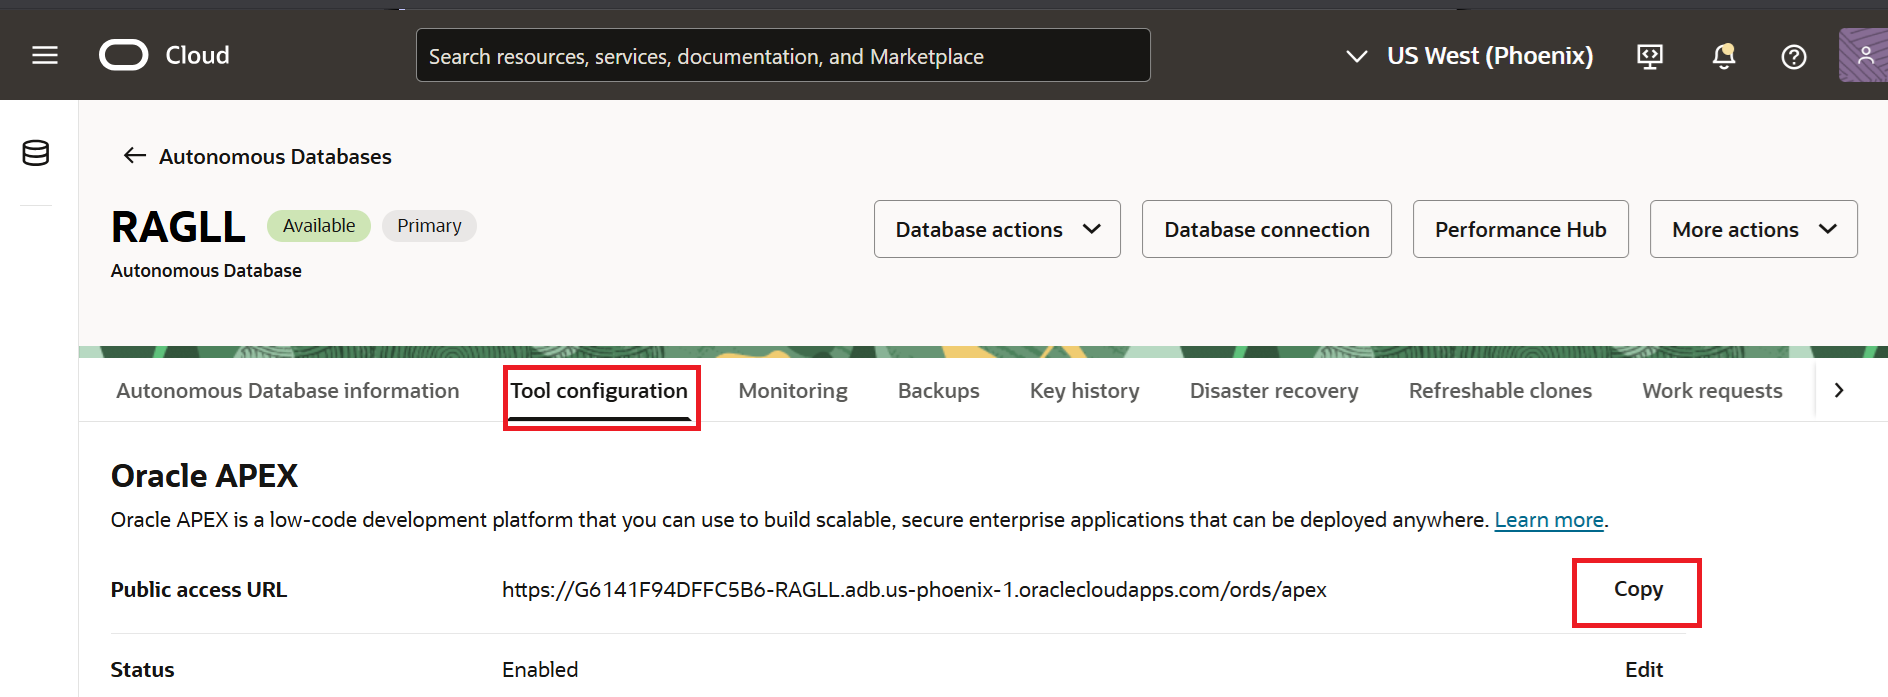 Cloud
Search resources, services, documentation, and Marketplace
US West (Phoenix)
Autonomous Databases
RAGLL Available Primary
Autonomous Database
Database actions Database connection Performance Hub More actions
Autonomous Database information Tool configuration Monitoring Backups Key history Disaster recovery Refreshable clones Work requests
Oracle APEX
Oracle APEX is a low-code development platform that you can use to build scalable, secure enterprise applications that can be deployed anywhere. Learn more.
Public access URL https://G6141F94DFFC5B6-RAGLL.adb.us-phoenix-1.oraclecloudapps.com/ords/apex Copy
Status Enabled Edit